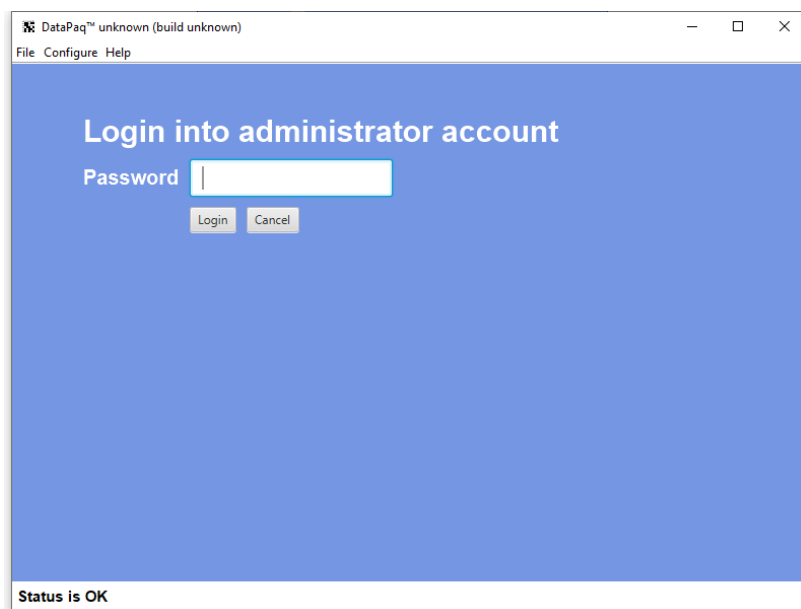 DataPaq™ unknown (build unknown)
File Configure Help
Login into administrator account
Password
Login Cancel
Status is OK